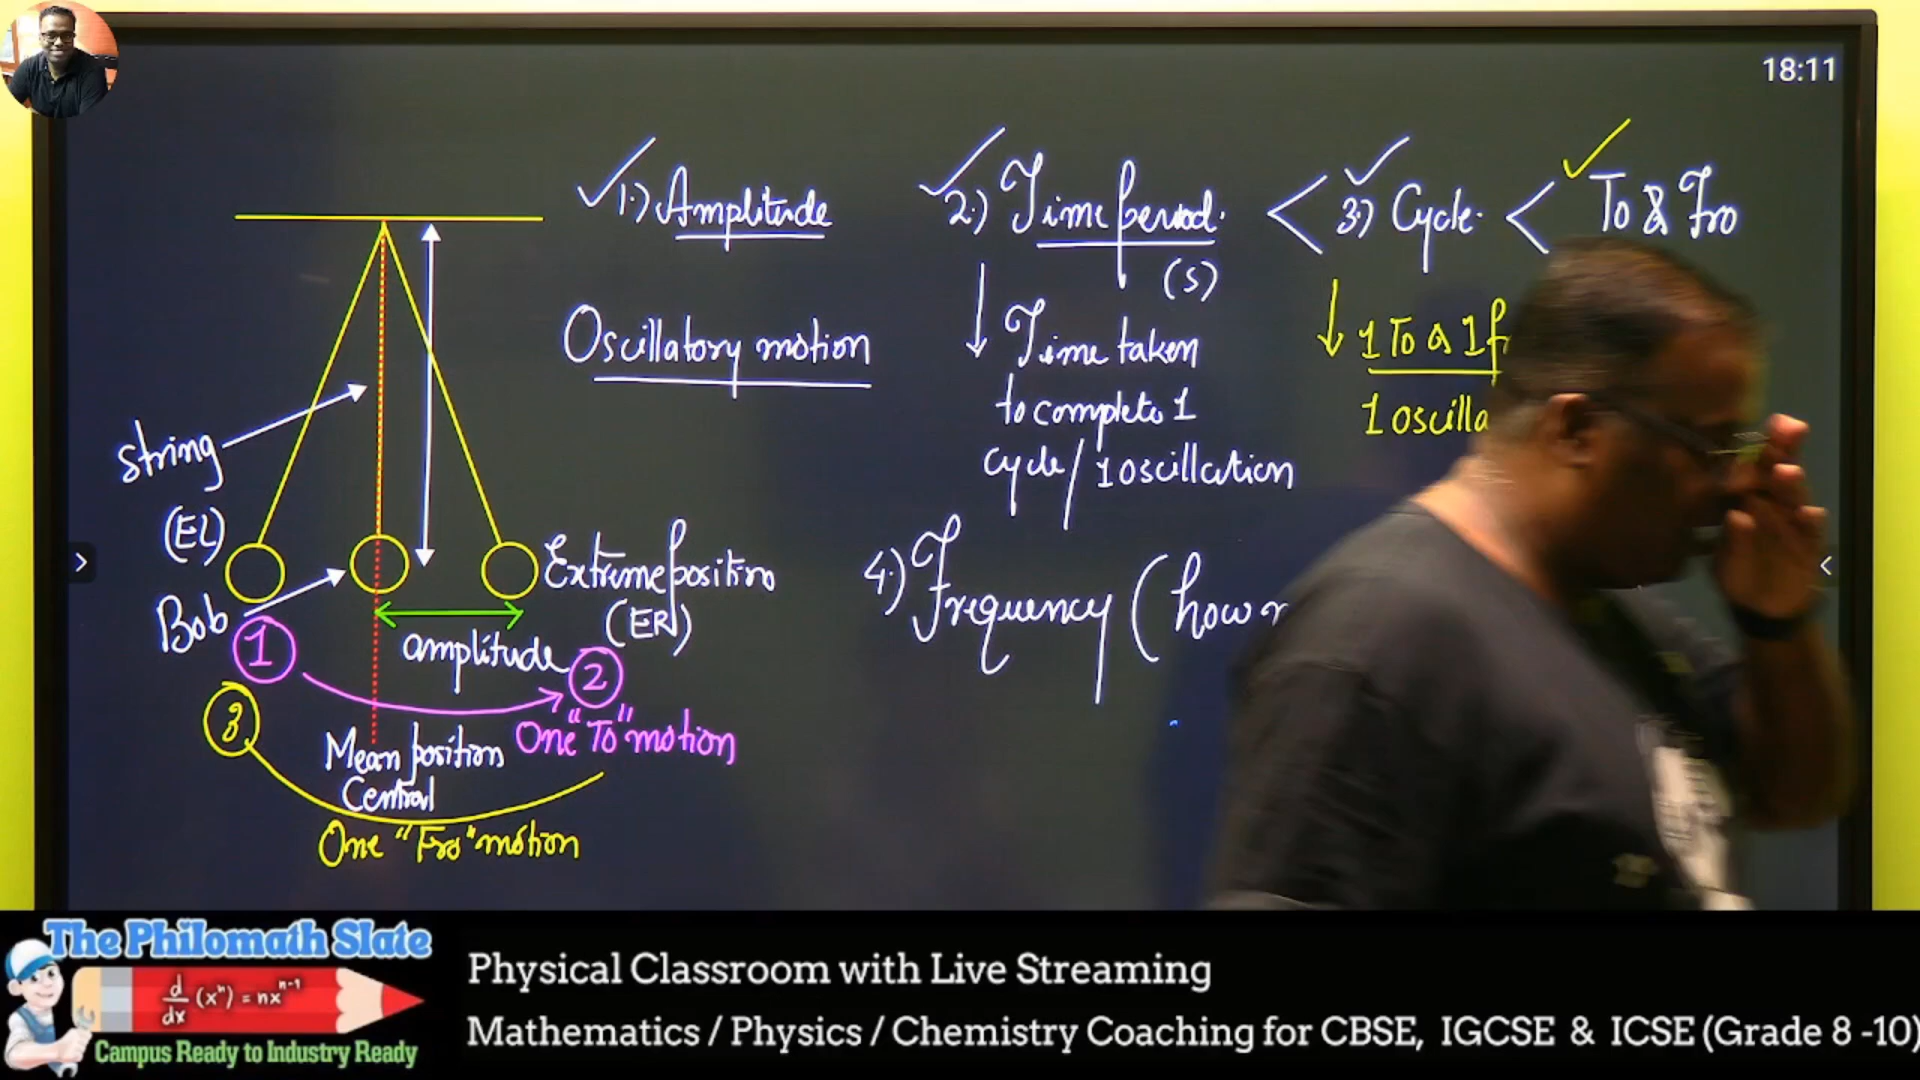 18:11
1.) Amplitude
2.) Time period.
(S)
< 3) Cycle. < To & Fro
Oscillatory motion
Time taken
to complete 1
cycle / 1 oscillation
1 To & 1 f
1 oscilla
string
(EL)
Bob
Extreme position
(ER)
amplitude
1
2
3
One "To" motion
Mean position
Central
One "Fro" motion
4.) Frequency (how
The Philomath Slate
d/dx (xⁿ) = nxⁿ⁻¹
Campus Ready to Industry Ready
Physical Classroom with Live Streaming
Mathematics / Physics / Chemistry Coaching for CBSE, IGCSE & ICSE (Grade 8 -10)